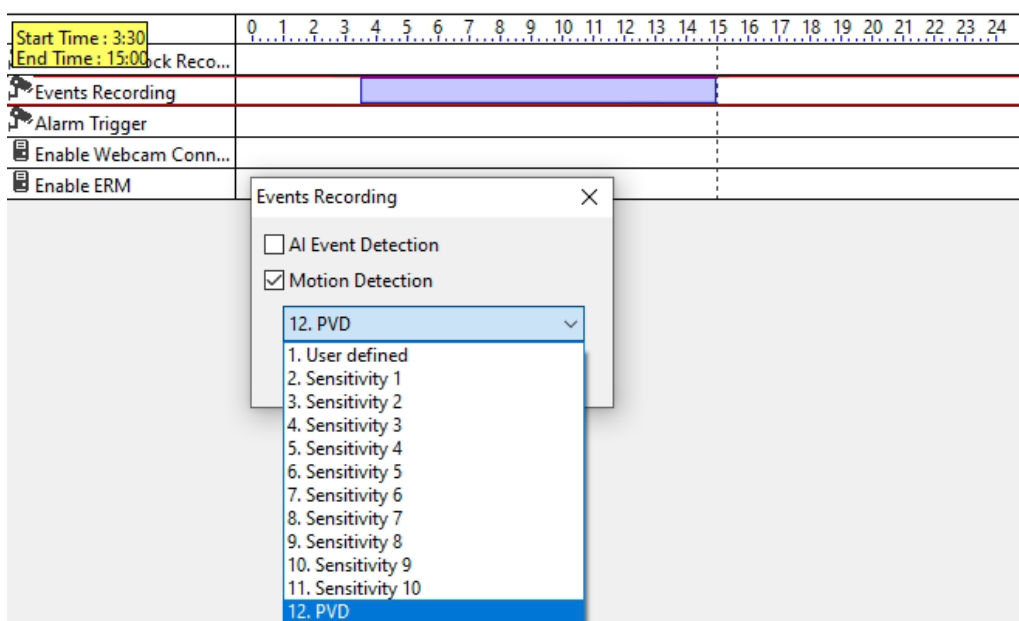 Start Time : 3:30
End Time : 15:00
0 1 2 3 4 5 6 7 8 9 10 11 12 13 14 15 16 17 18 19 20 21 22 23 24
ck Reco...
Events Recording
Alarm Trigger
Enable Webcam Conn...
Enable ERM
Events Recording
AI Event Detection
Motion Detection
12. PVD
1. User defined
2. Sensitivity 1
3. Sensitivity 2
4. Sensitivity 3
5. Sensitivity 4
6. Sensitivity 5
7. Sensitivity 6
8. Sensitivity 7
9. Sensitivity 8
10. Sensitivity 9
11. Sensitivity 10
12. PVD